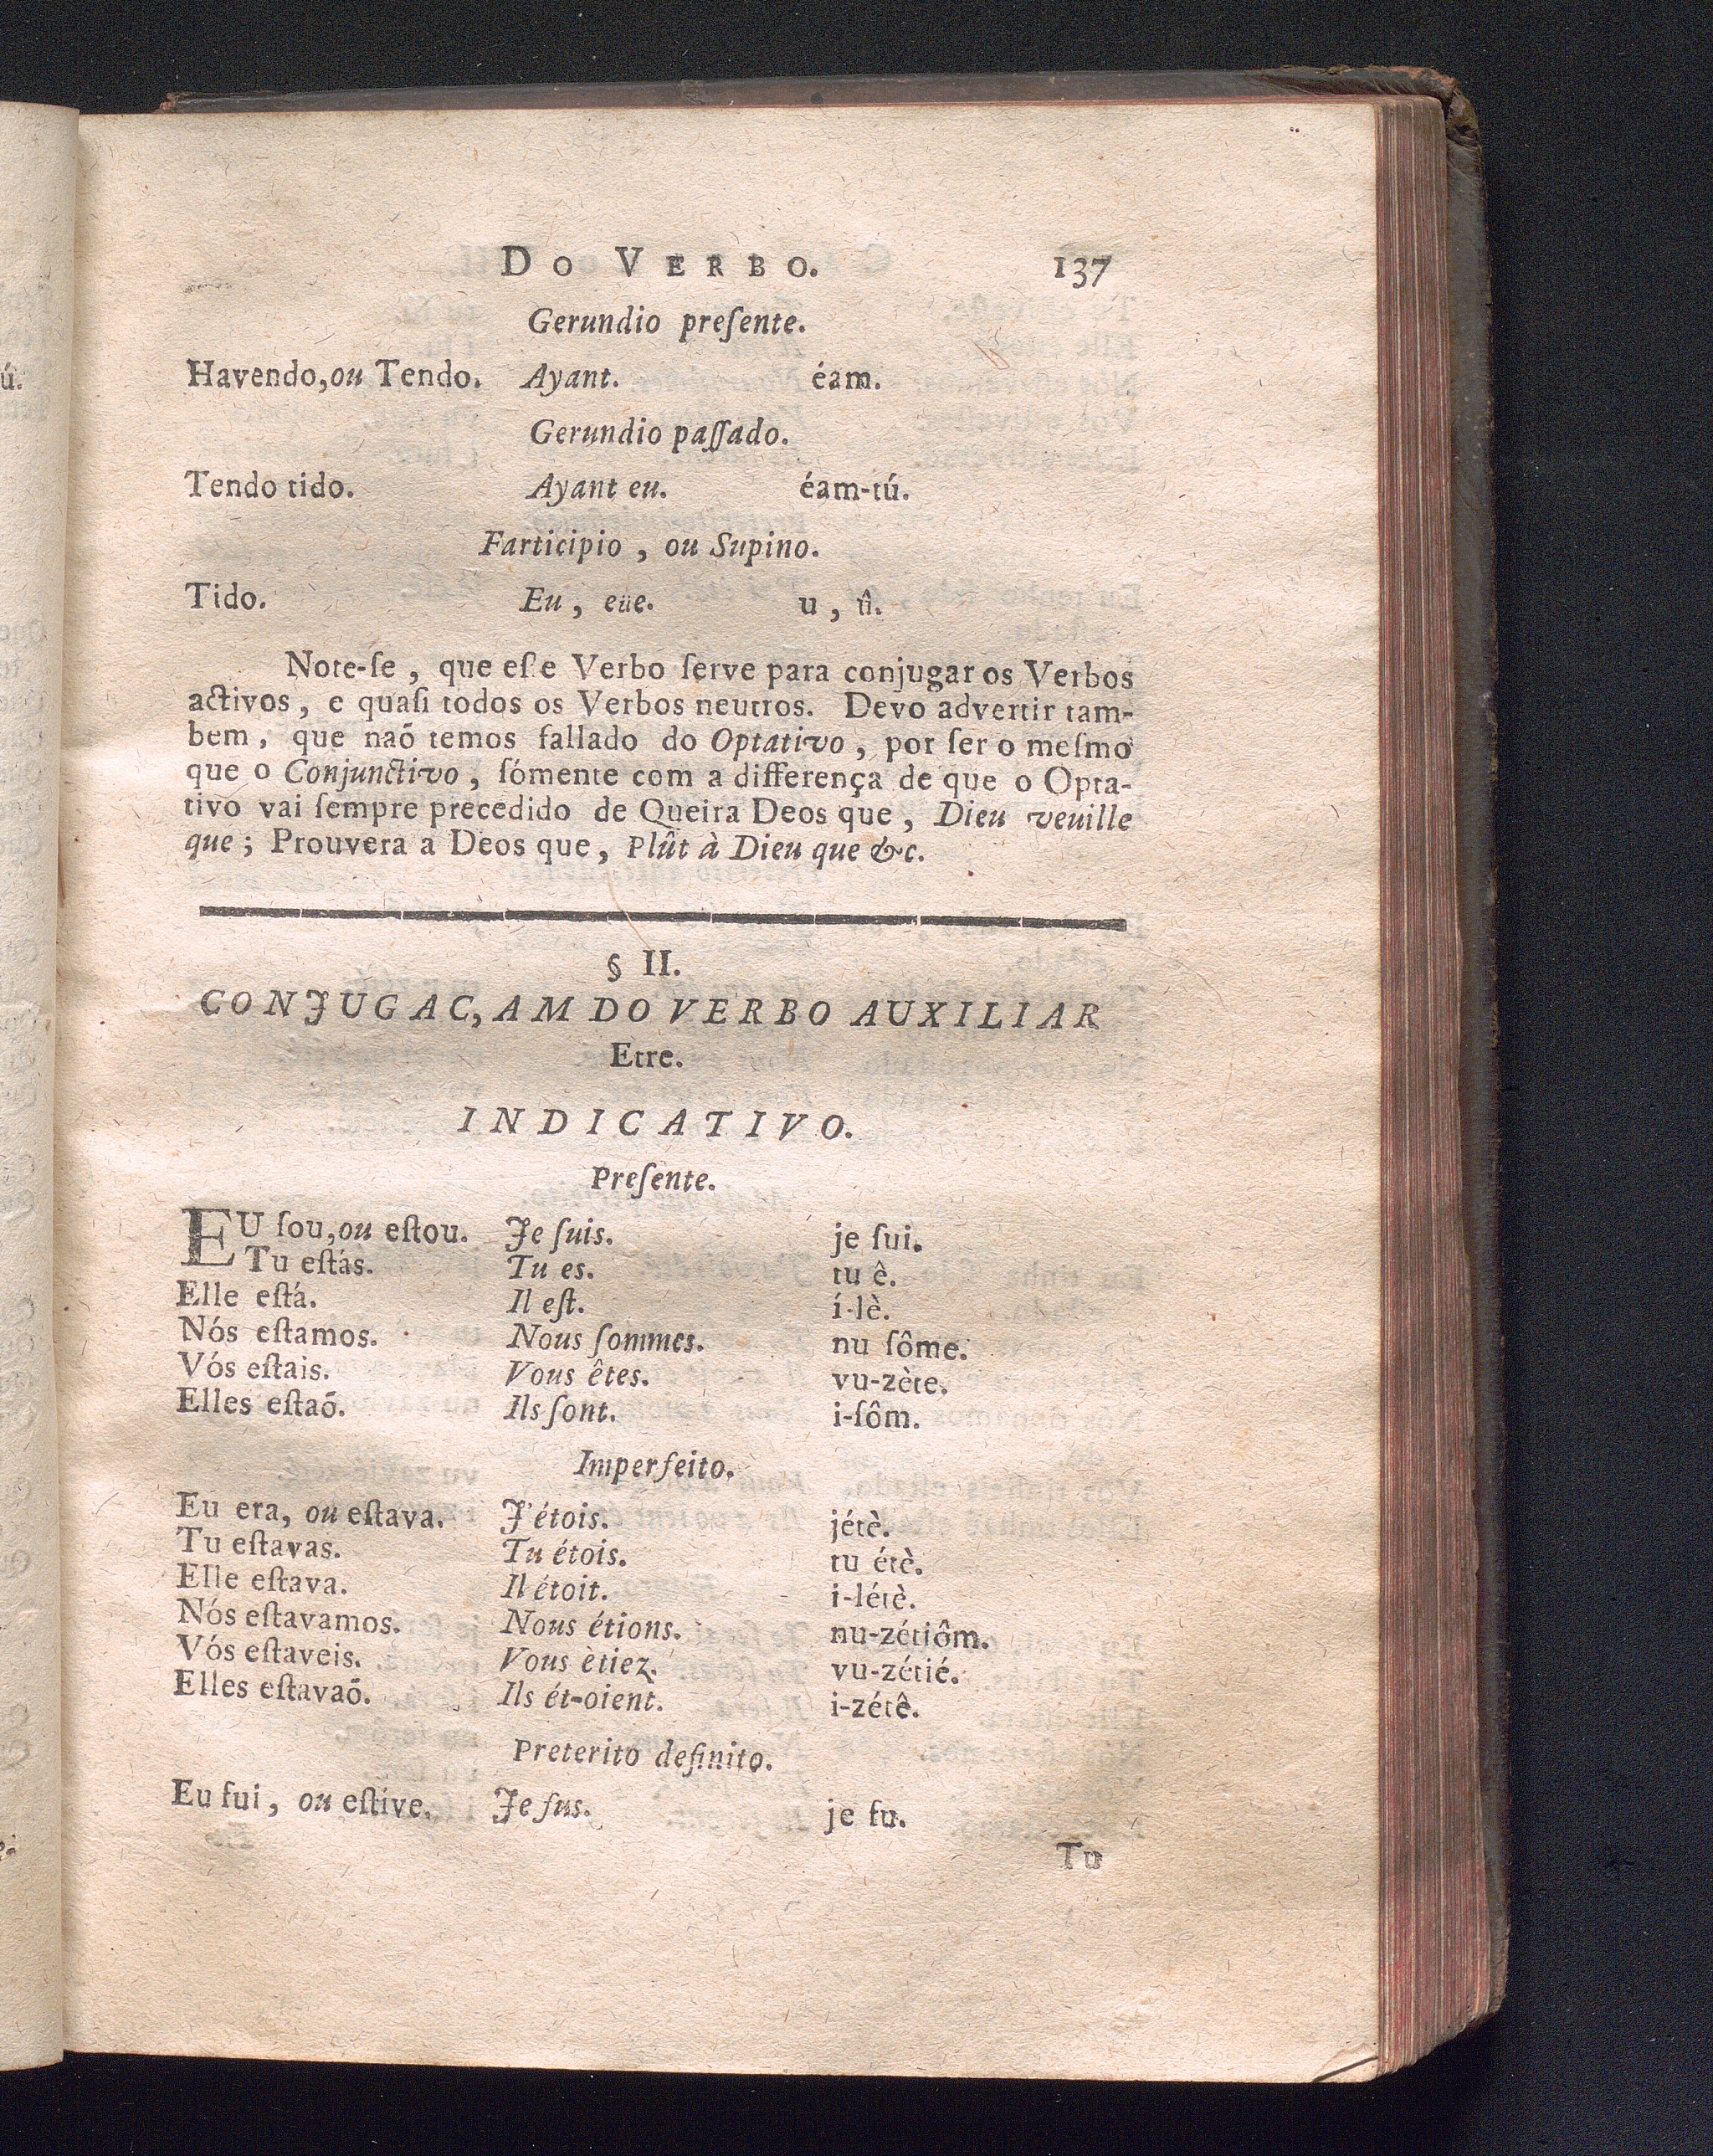 DO VERBO. 137
Gerundio preſente.
Havendo,ou Tendo. Ayant. éam.
Gerundio paſſado.
Tendo tido. Ayant eu. éam-tú.
Farticipio, ou Supino.
Tido. Eu, eüe. u, û.
Note-ſe, que eſte Verbo ſerve para conjugar os Verbos
activos, e quaſi todos os Verbos neutros. Devo advertir tam-
bem, que naõ temos fallado do Optativo, por ſer o meſmo
que o Conjunctivo, ſómente com a differença de que o Opta-
tivo vai ſempre precedido de Queira Deos que, Dieu veuille
que; Prouvera a Deos que, Plût à Dieu que &c.
§ II.
CONJUGAC,AM DO VERBO AUXILIAR
Etre.
INDICATIVO.
Preſente.
EU ſou,ou eſtou. Je ſuis. je ſui.
Tu eſtás. Tu es. tu ê.
Elle eſtá. Il eſt. í-lè.
Nós eſtamos. Nous ſommes. nu ſôme.
Vós eſtais. Vous êtes. vu-zète.
Elles eſtaõ. Ils ſont. i-ſôm.
Imperfeito.
Eu era, ou eſtava. J'étois. jétè.
Tu eſtavas. Tu étois. tu étè.
Elle eſtava. Il étoit. i-létè.
Nós eſtavamos. Nous étions. nu-zétiôm.
Vós eſtaveis. Vous ètiez. vu-zétié.
Elles eſtavaõ. Ils ét-oient. i-zétê.
Preterito definito.
Eu fui, ou eſtive. Je fus. je fu.
Tu
ú.